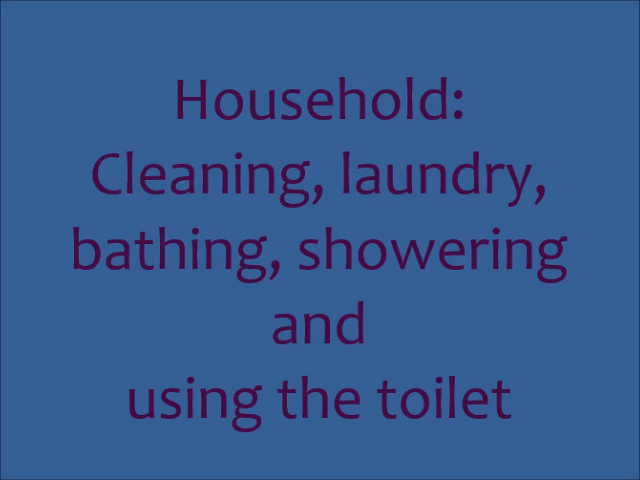 Household:
Cleaning, laundry,
bathing, showering
and
using the toilet